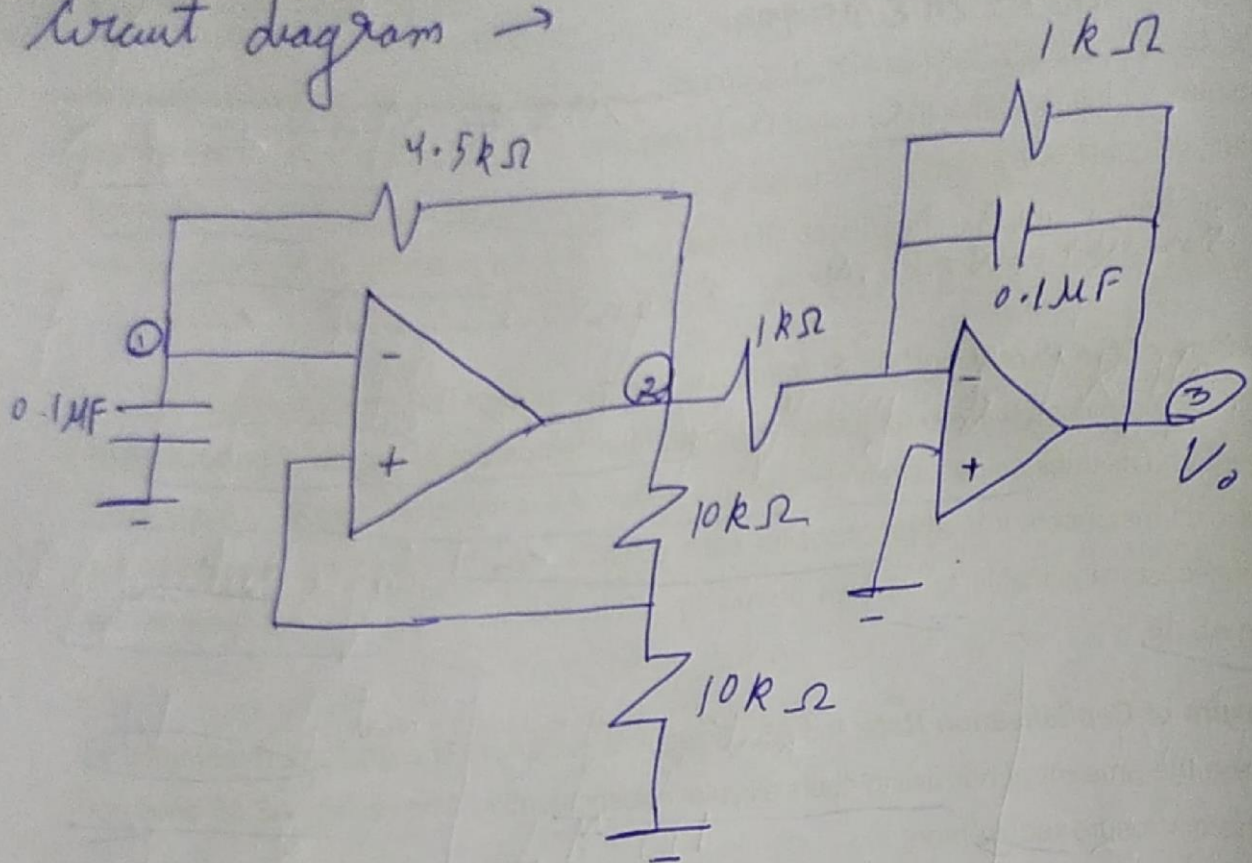 Circuit diagram →
1 kΩ
4.5kΩ
0.1μF
1kΩ
1
-
0.1μF
2
-
3
+
+
V₀
10kΩ
10kΩ